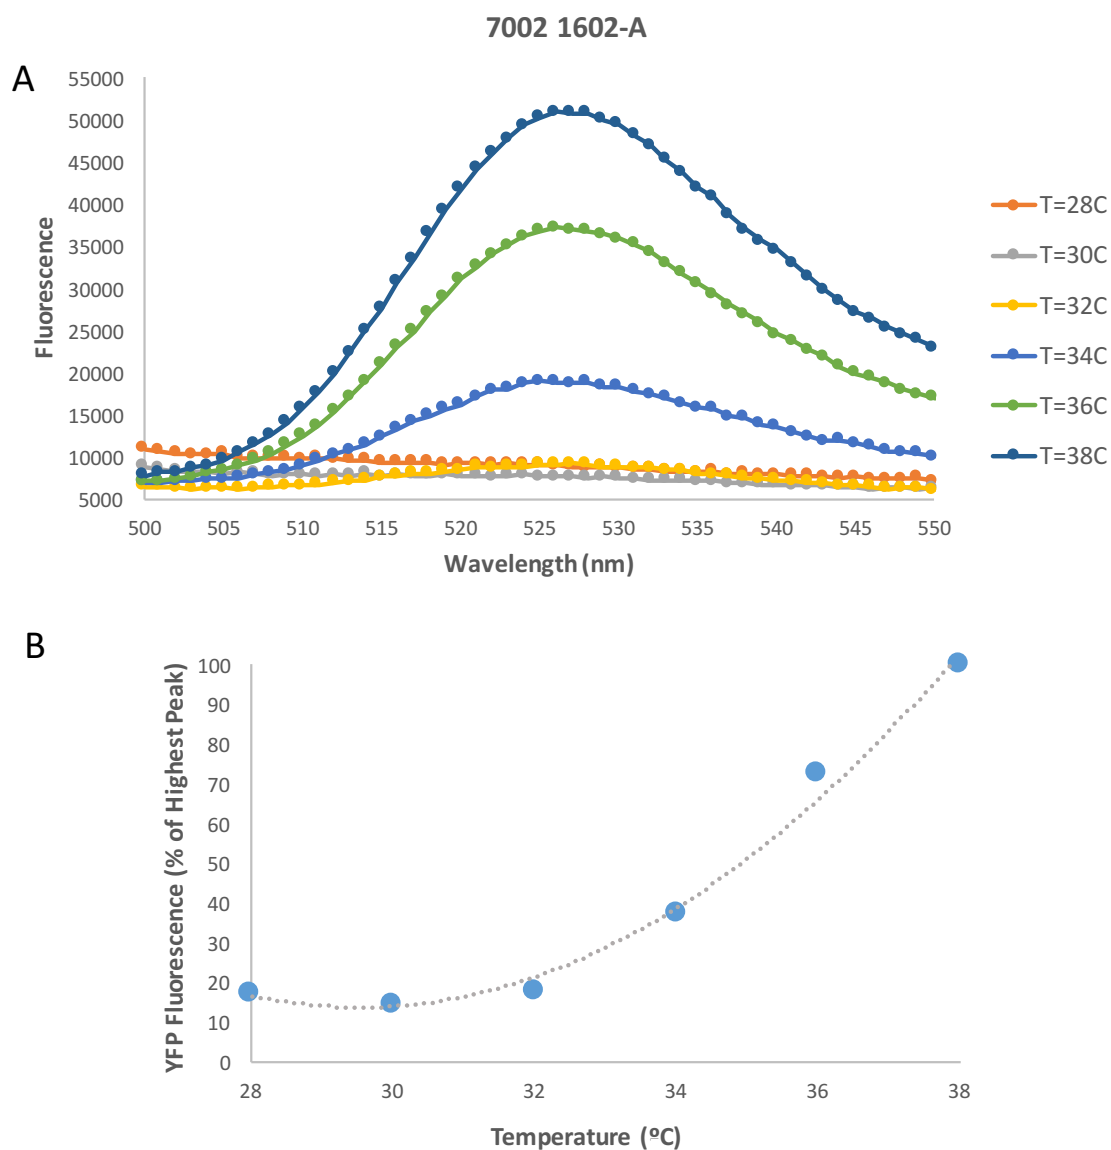 7002 1602-A
A
55000
50000
45000
40000
35000
30000
25000
20000
15000
10000
5000
Fluorescence
500 505 510 515 520 525 530 535 540 545 550
Wavelength (nm)
T=28C
T=30C
T=32C
T=34C
T=36C
T=38C
B
YFP Fluorescence (% of Highest Peak)
100
90
80
70
60
50
40
30
20
10
0
28 30 32 34 36 38
Temperature (ºC)